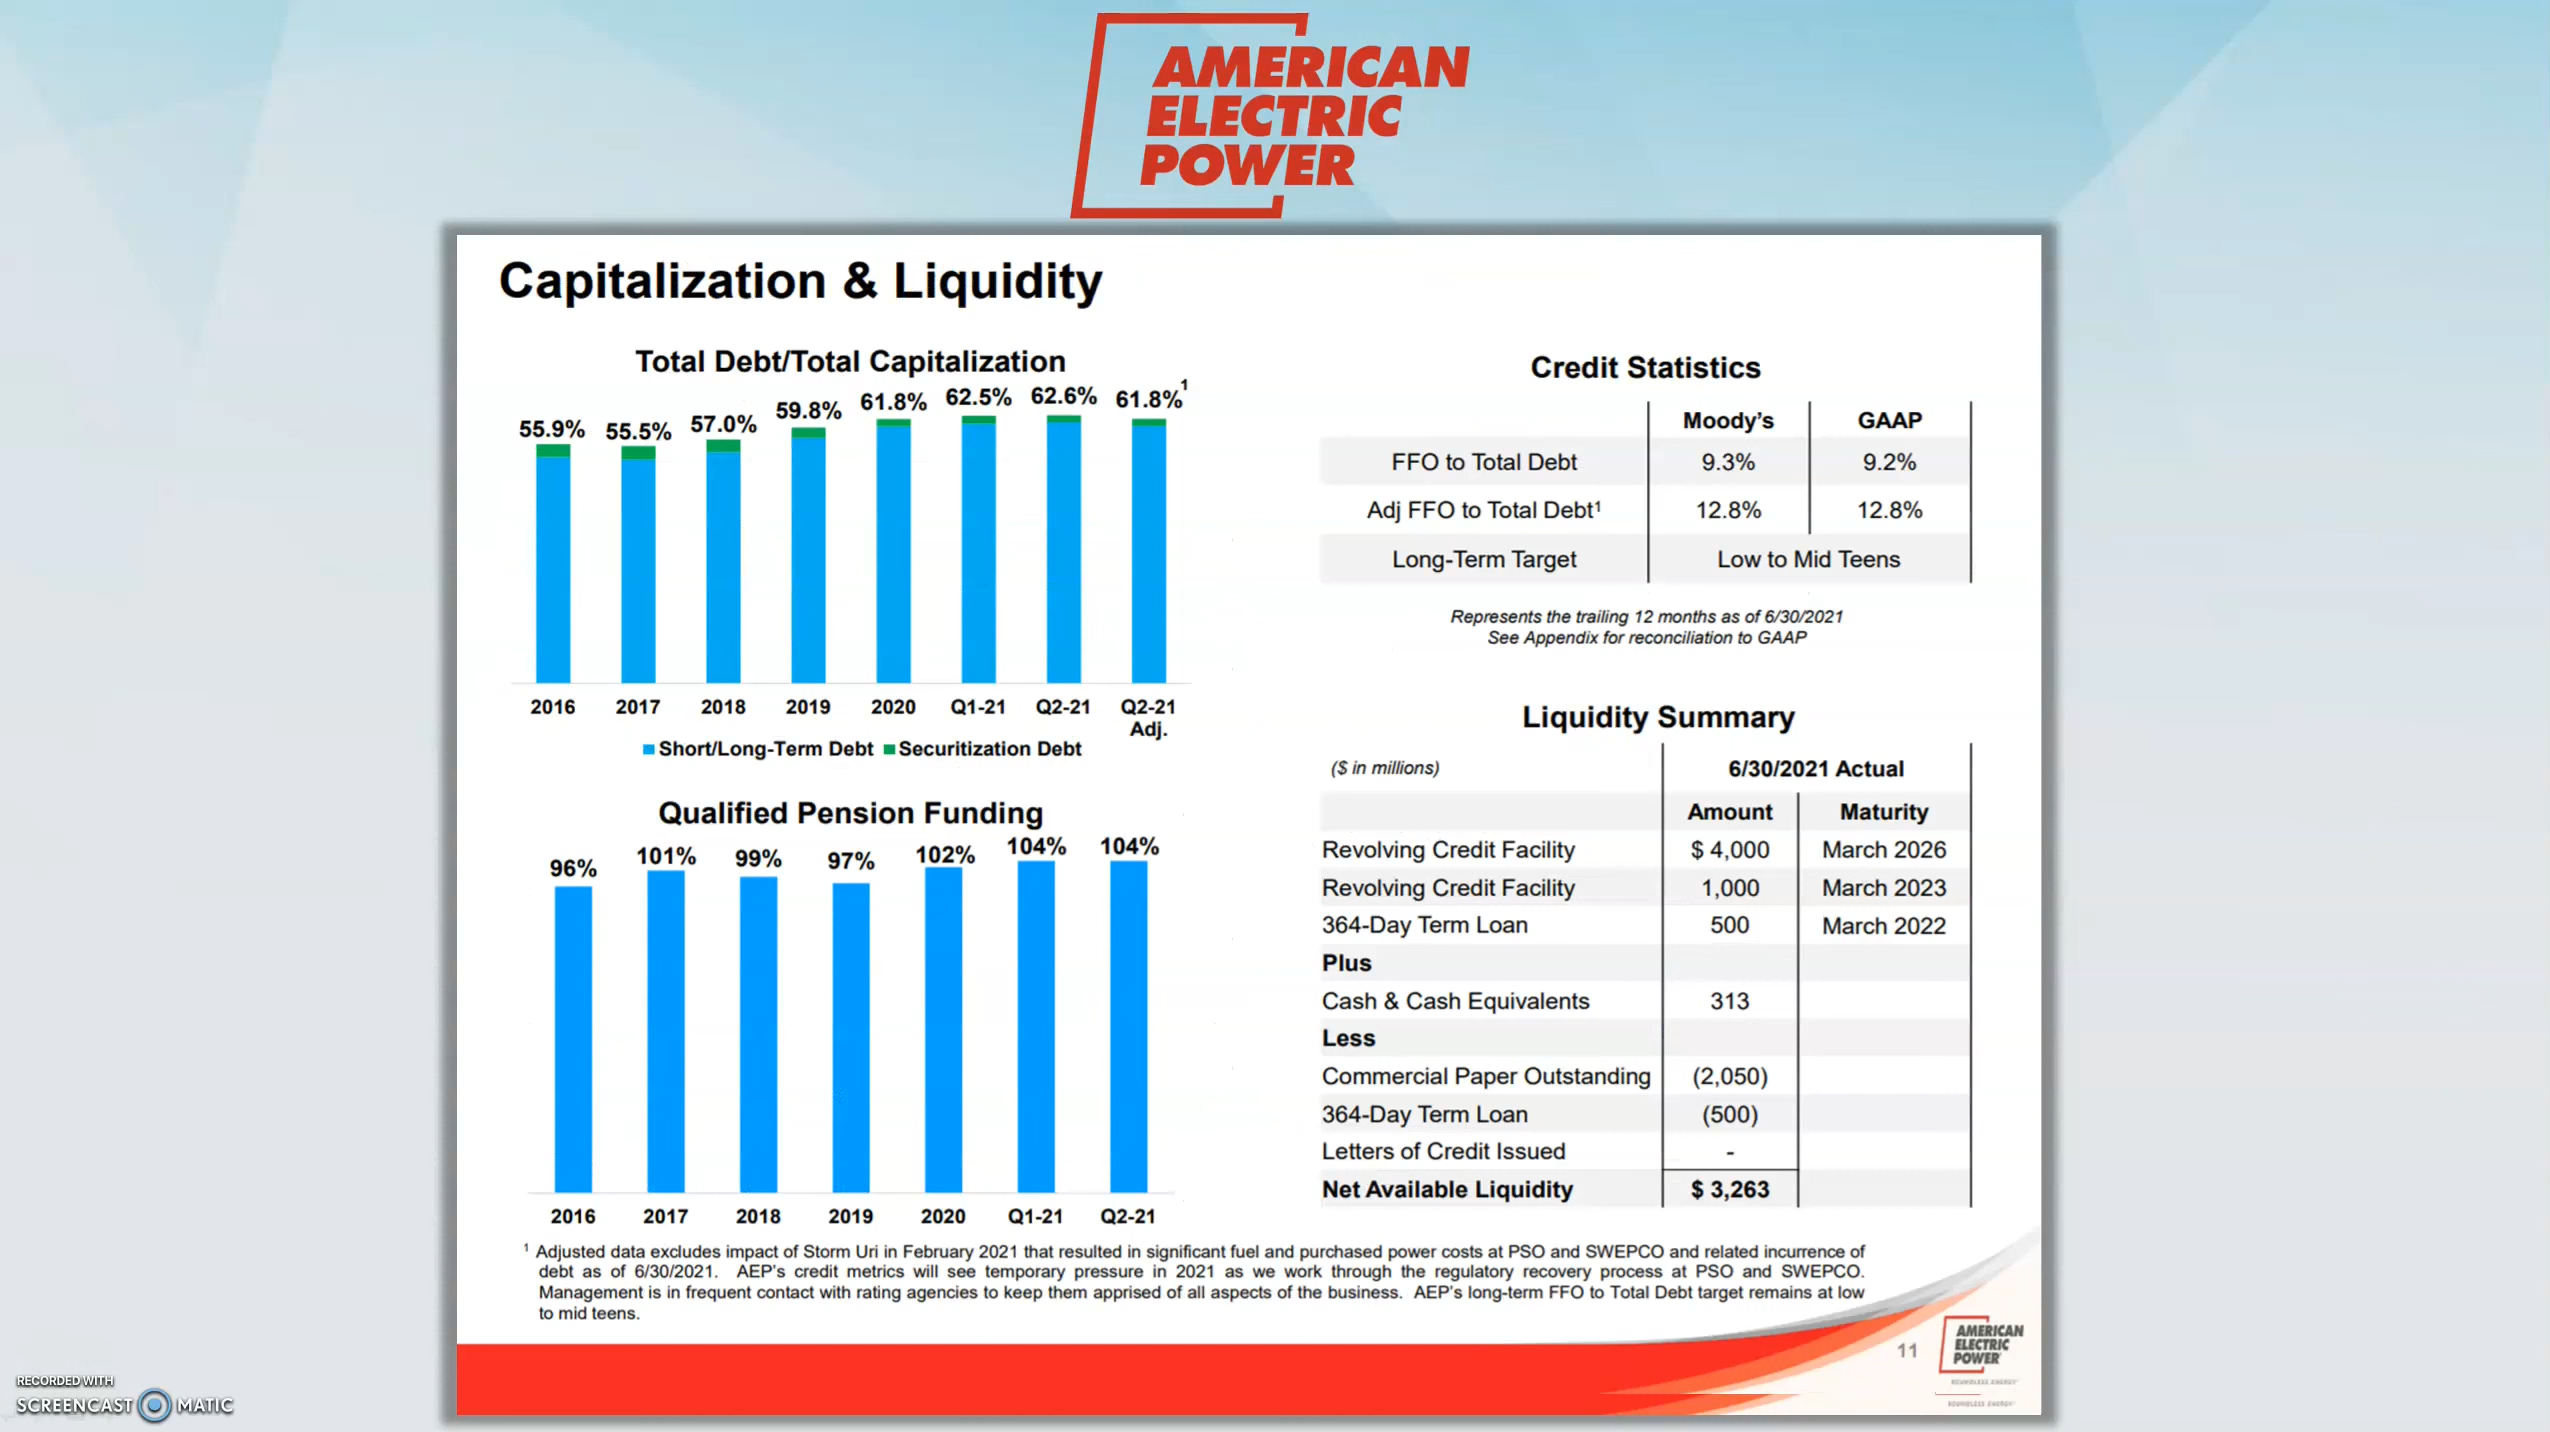 AMERICAN
ELECTRIC
POWER
Capitalization & Liquidity
Total Debt/Total Capitalization
55.9% 55.5% 57.0% 59.8% 61.8% 62.5% 62.6% 61.8%¹
2016 2017 2018 2019 2020 Q1-21 Q2-21 Q2-21
Adj.
Short/Long-Term Debt Securitization Debt
Qualified Pension Funding
96% 101% 99% 97% 102% 104% 104%
2016 2017 2018 2019 2020 Q1-21 Q2-21
Credit Statistics
Moody’s GAAP
FFO to Total Debt 9.3% 9.2%
Adj FFO to Total Debt¹ 12.8% 12.8%
Long-Term Target Low to Mid Teens
Represents the trailing 12 months as of 6/30/2021
See Appendix for reconciliation to GAAP
Liquidity Summary
($ in millions) 6/30/2021 Actual
Amount Maturity
Revolving Credit Facility $ 4,000 March 2026
Revolving Credit Facility 1,000 March 2023
364-Day Term Loan 500 March 2022
Plus
Cash & Cash Equivalents 313
Less
Commercial Paper Outstanding (2,050)
364-Day Term Loan (500)
Letters of Credit Issued -
Net Available Liquidity $ 3,263
¹ Adjusted data excludes impact of Storm Uri in February 2021 that resulted in significant fuel and purchased power costs at PSO and SWEPCO and related incurrence of
debt as of 6/30/2021. AEP’s credit metrics will see temporary pressure in 2021 as we work through the regulatory recovery process at PSO and SWEPCO.
Management is in frequent contact with rating agencies to keep them apprised of all aspects of the business. AEP’s long-term FFO to Total Debt target remains at low
to mid teens.
11
AMERICAN
ELECTRIC
POWER
BOUNDLESS ENERGY
BOUNDLESS ENERGY
RECORDED WITH
SCREENCAST MATIC